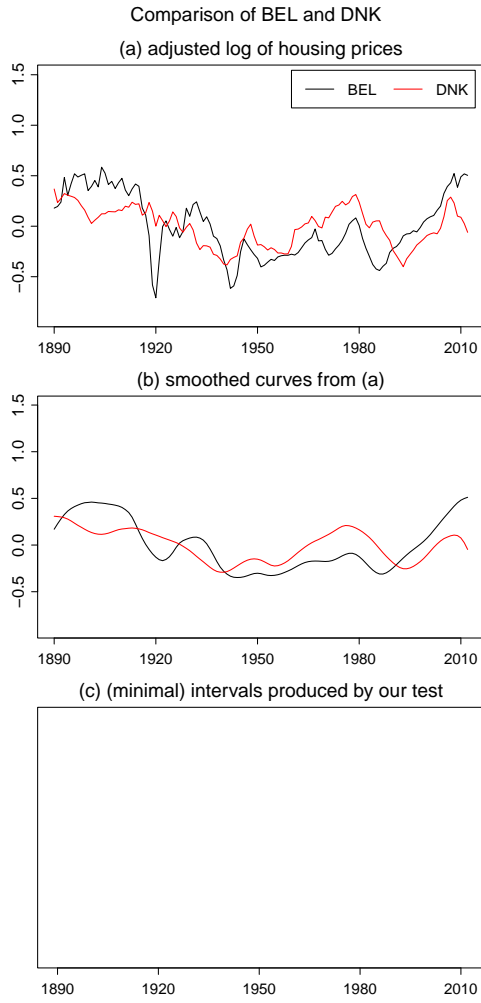 Comparison of BEL and DNK
(a) adjusted log of housing prices
BEL DNK
1.5
1.0
0.5
0.0
−0.5
1890 1920 1950 1980 2010
(b) smoothed curves from (a)
1.5
1.0
0.5
0.0
−0.5
1890 1920 1950 1980 2010
(c) (minimal) intervals produced by our test
1890 1920 1950 1980 2010